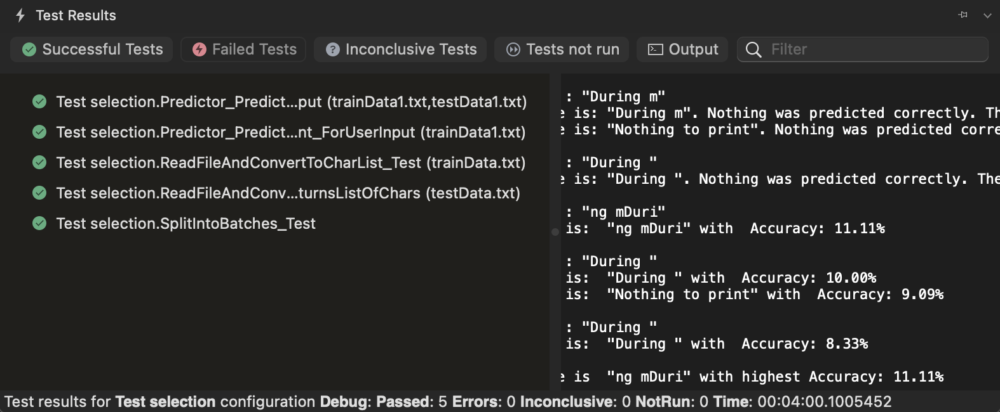 Test Results
Successful Tests Failed Tests Inconclusive Tests Tests not run Output Filter
Test selection.Predictor_Predict...put (trainData1.txt,testData1.txt)
Test selection.Predictor_Predict...nt_ForUserInput (trainData1.txt)
Test selection.ReadFileAndConvertToCharList_Test (trainData.txt)
Test selection.ReadFileAndConv...turnsListOfChars (testData.txt)
Test selection.SplitIntoBatches_Test
: "During m"
e is: "During m". Nothing was predicted correctly. Th
e is: "Nothing to print". Nothing was predicted corre
: "During "
e is: "During ". Nothing was predicted correctly. The
: "ng mDuri"
is:  "ng mDuri" with  Accuracy: 11.11%
: "During "
is:  "During " with  Accuracy: 10.00%
is:  "Nothing to print" with  Accuracy: 9.09%
: "During "
is:  "During " with  Accuracy: 8.33%
e is  "ng mDuri" with highest Accuracy: 11.11%
Test results for Test selection configuration Debug: Passed: 5 Errors: 0 Inconclusive: 0 NotRun: 0 Time: 00:04:00.1005452